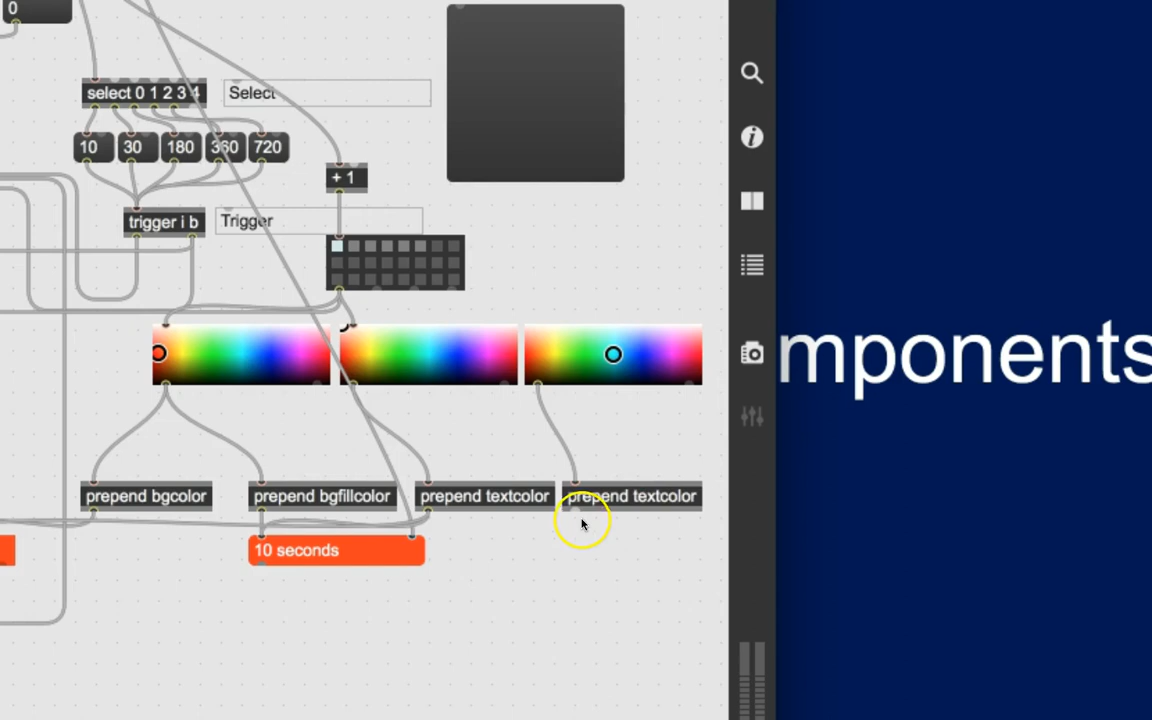 0
select 0 1 2 3 4
Select
10
30
180
360
720
+ 1
trigger i b
Trigger
mponents
prepend bgcolor
prepend bgfillcolor
prepend textcolor
prepend textcolor
10 seconds